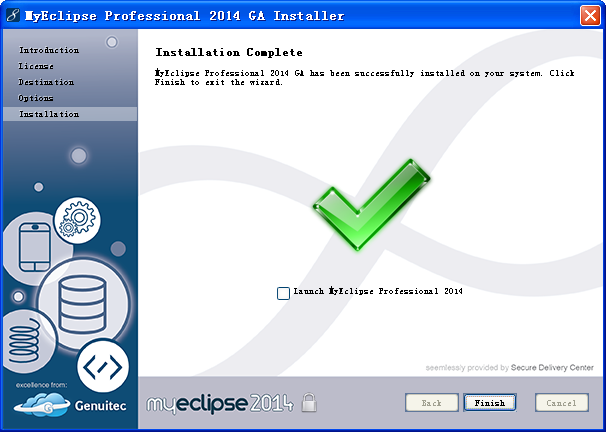 MyEclipse Professional 2014 GA Installer
Introduction
License
Destination
Options
Installation
Installation Complete
MyEclipse Professional 2014 GA has been successfully installed on your system. Click
Finish to exit the wizard.
Launch MyEclipse Professional 2014
seemlessly provided by Secure Delivery Center
excellence from:
Genuitec
myeclipse 2014
Back
Finish
Cancel